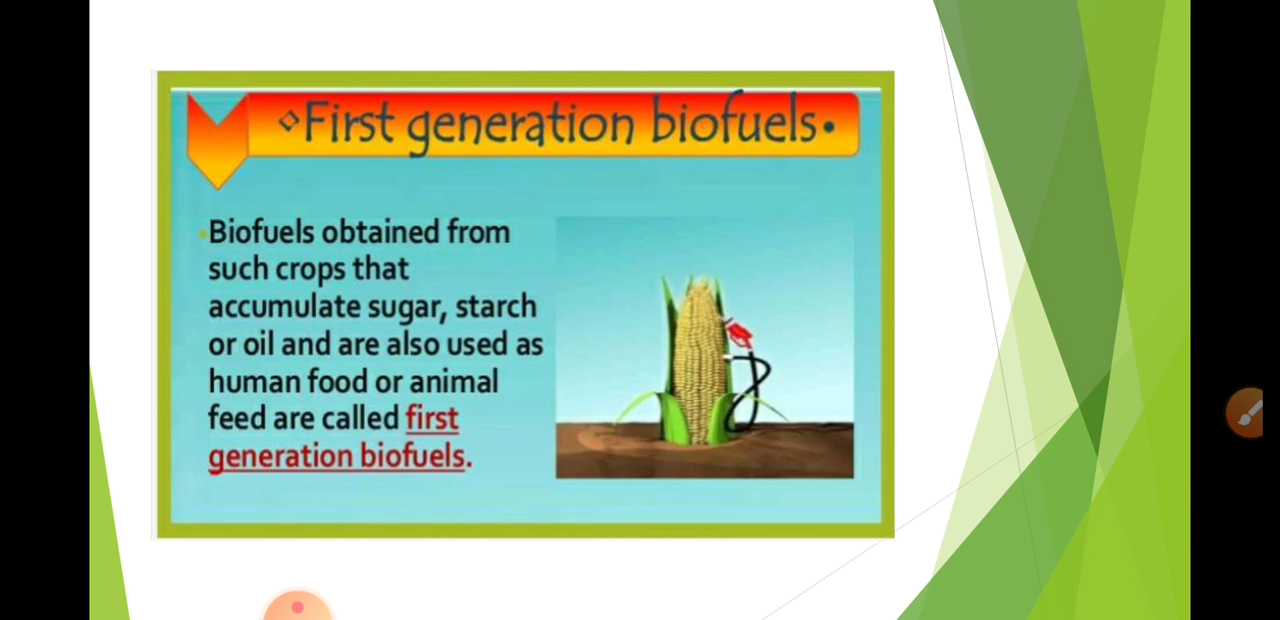 First generation biofuels•
•Biofuels obtained from
such crops that
accumulate sugar, starch
or oil and are also used as
human food or animal
feed are called first
generation biofuels.